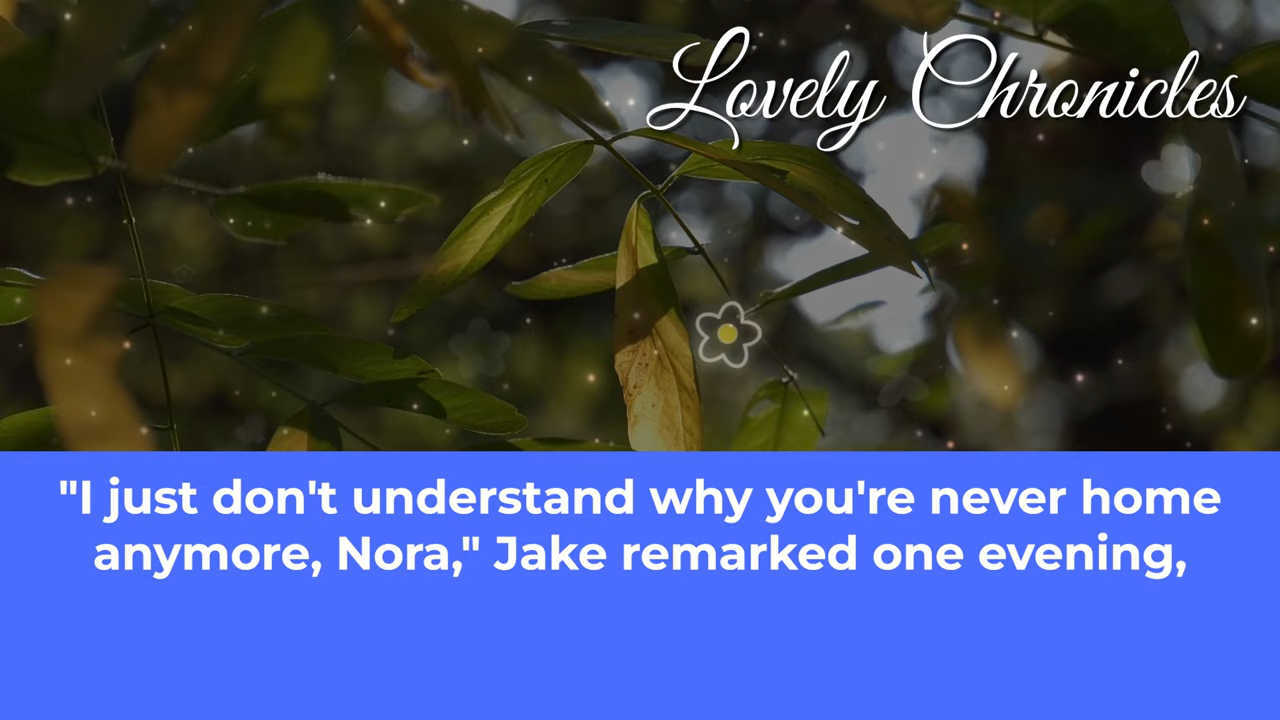 Lovely Chronicles
"I just don't understand why you're never home
anymore, Nora," Jake remarked one evening,